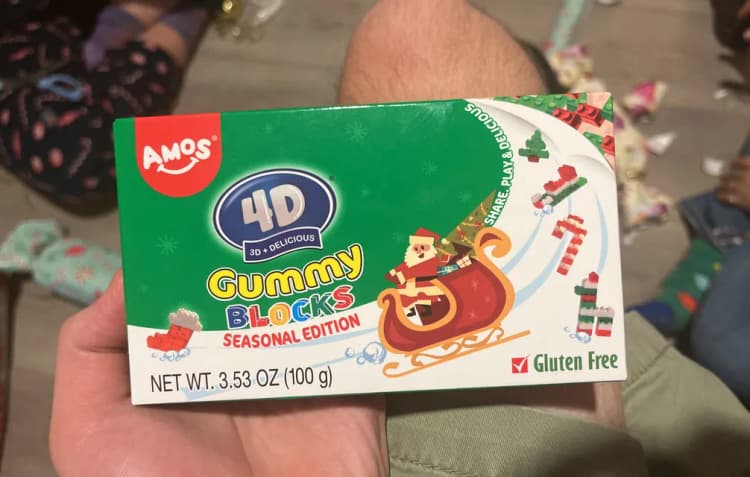 AMOS
4D
3D + DELICIOUS
GUMMY
BLOCKS
SEASONAL EDITION
SHARE, PLAY & DELICIOUS
NET WT. 3.53 OZ (100 g)
Gluten Free